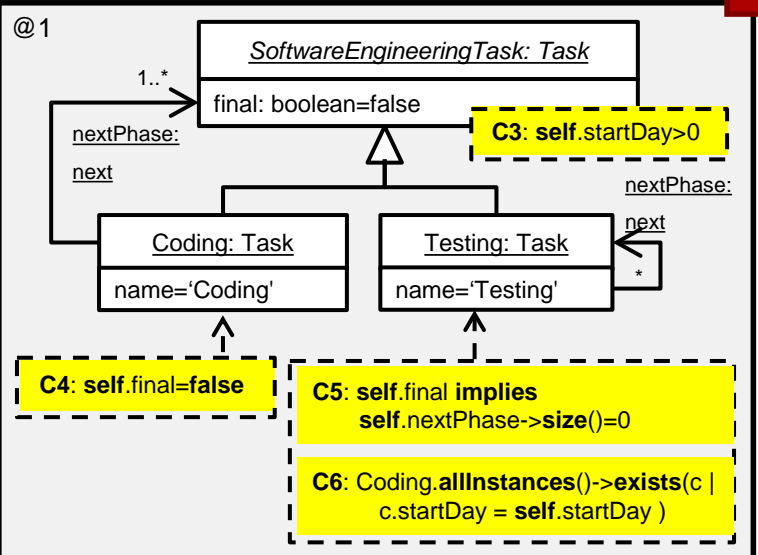 @1
SoftwareEngineeringTask: Task
1..*
final: boolean=false
C3: self.startDay>0
nextPhase:
next
nextPhase:
next
Coding: Task
Testing: Task
*
name=‘Coding'
name=‘Testing'
C4: self.final=false
C5: self.final implies
self.nextPhase->size()=0
C6: Coding.allInstances()->exists(c |
c.startDay = self.startDay )